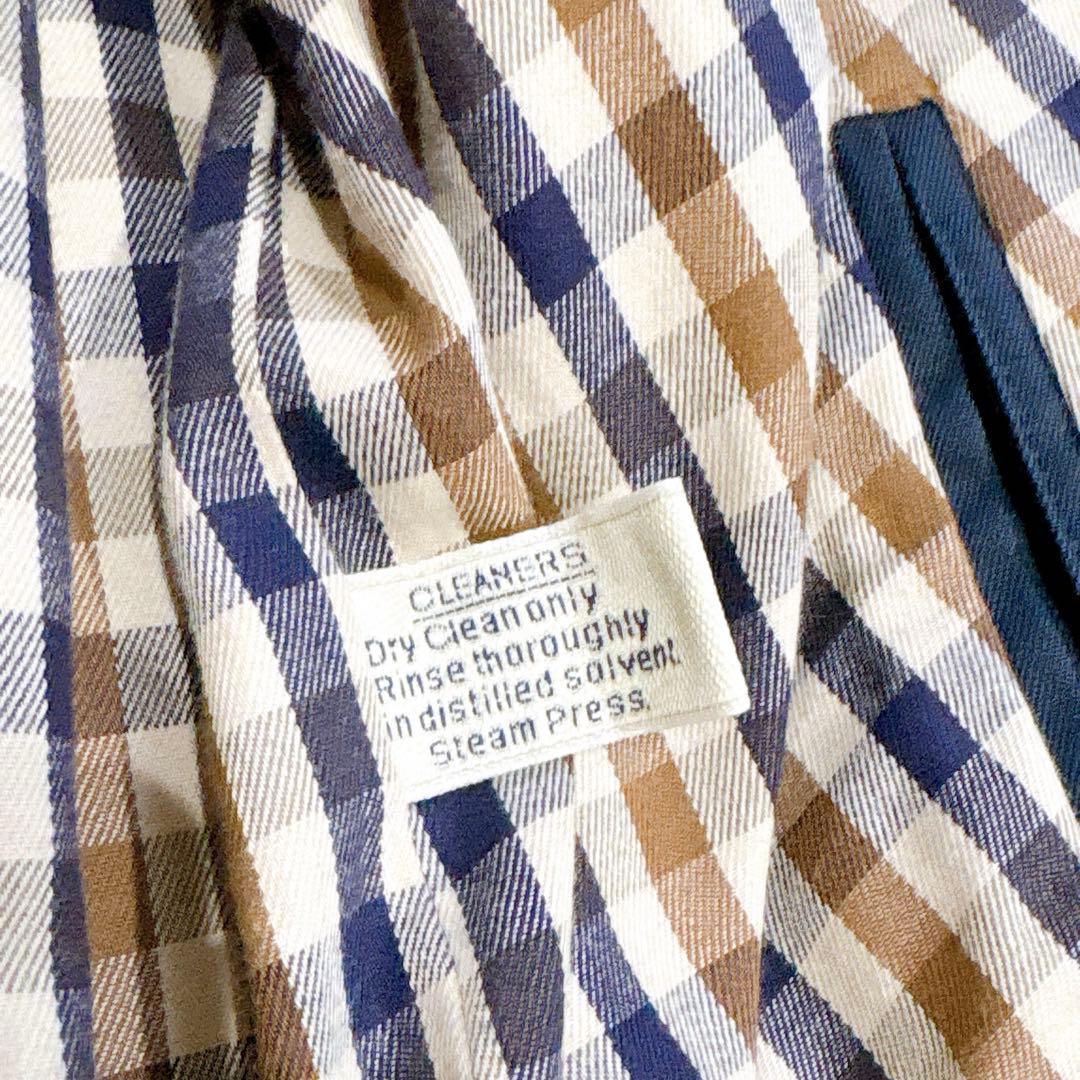 CLEANERS
Dry Clean only
Rinse thoroughly
in distilled solvent.
Steam Press.